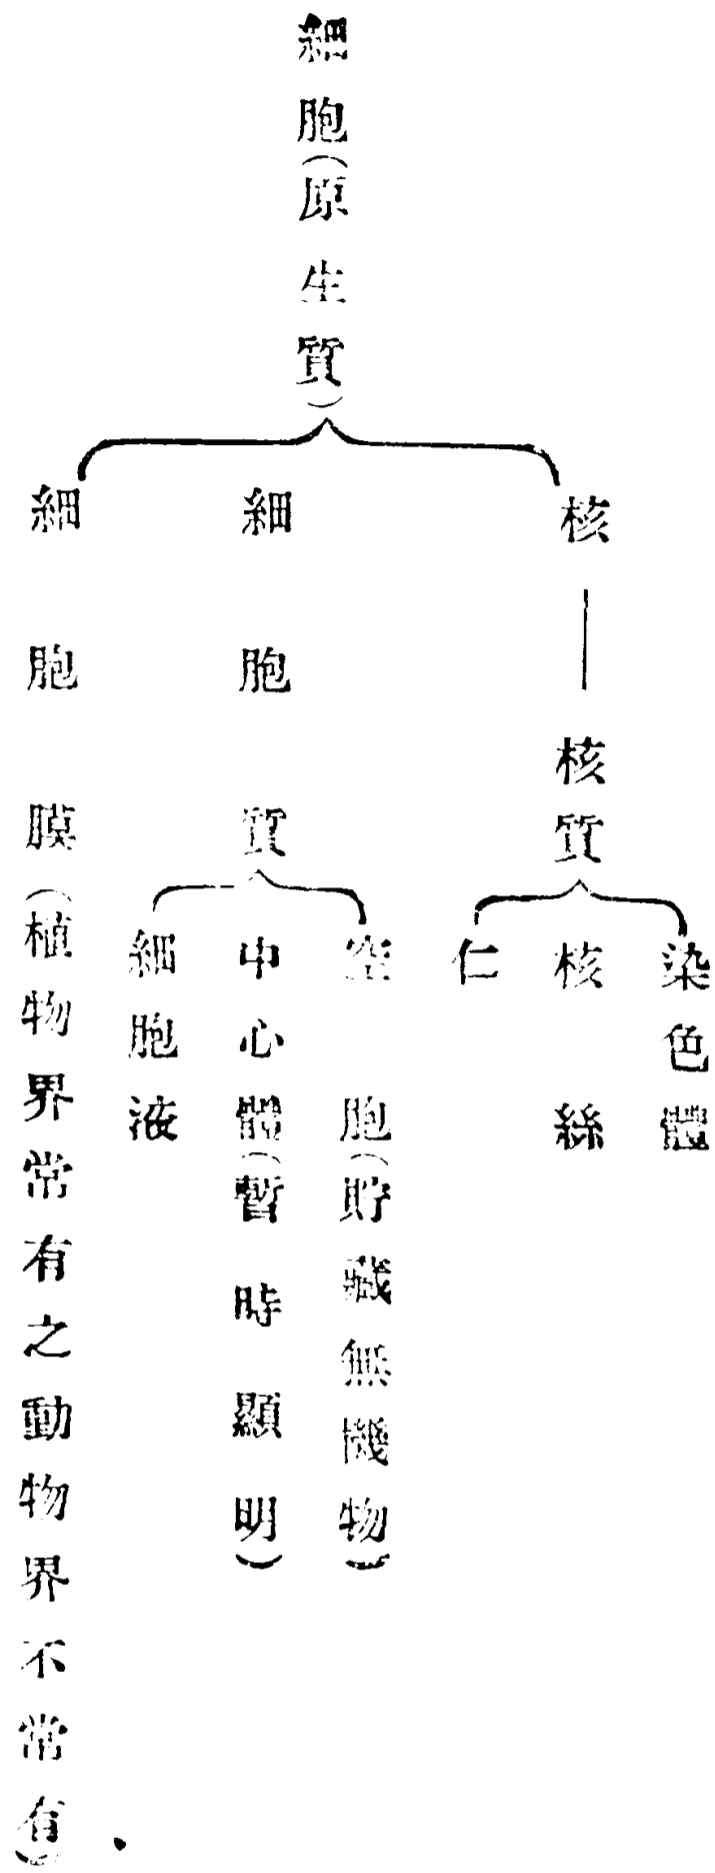 細胞(原生質)
核—核質
染色體
核絲
仁
細胞質
空胞(貯藏無機物)
中心體(暫時顯明)
細胞液
細胞膜(植物界常有之動物界不常有)